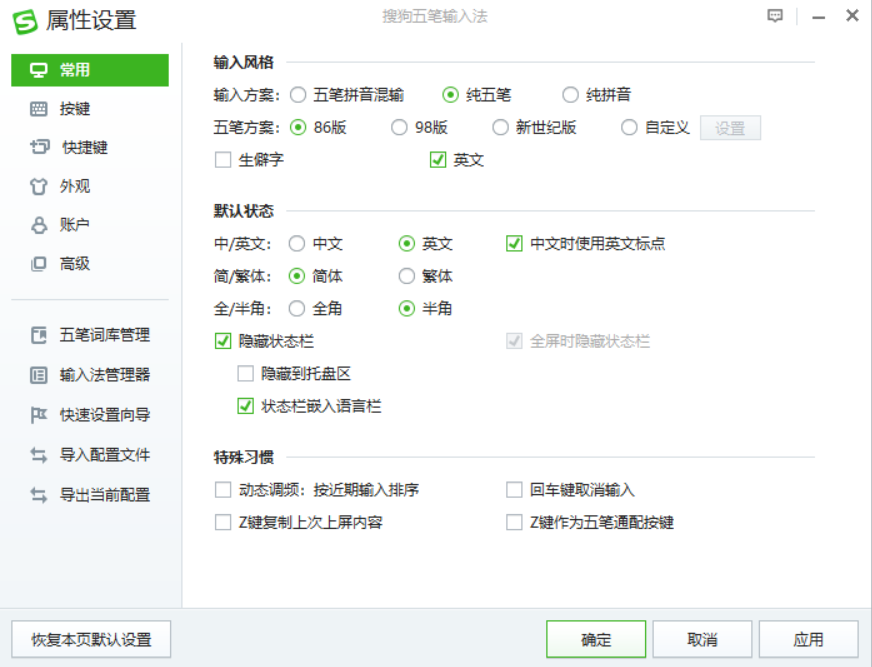 属性设置
搜狗五笔输入法
常用
按键
快捷键
外观
账户
高级
五笔词库管理
输入法管理器
快速设置向导
导入配置文件
导出当前配置
输入风格
输入方案： 五笔拼音混输 纯五笔 纯拼音
五笔方案： 86版 98版 新世纪版 自定义 设置
生僻字 英文
默认状态
中/英文： 中文 英文 中文时使用英文标点
简/繁体： 简体 繁体
全/半角： 全角 半角
隐藏状态栏 全屏时隐藏状态栏
隐藏到托盘区
状态栏嵌入语言栏
特殊习惯
动态调频：按近期输入排序 回车键取消输入
Z键复制上次上屏内容 Z键作为五笔通配按键
恢复本页默认设置 确定 取消 应用